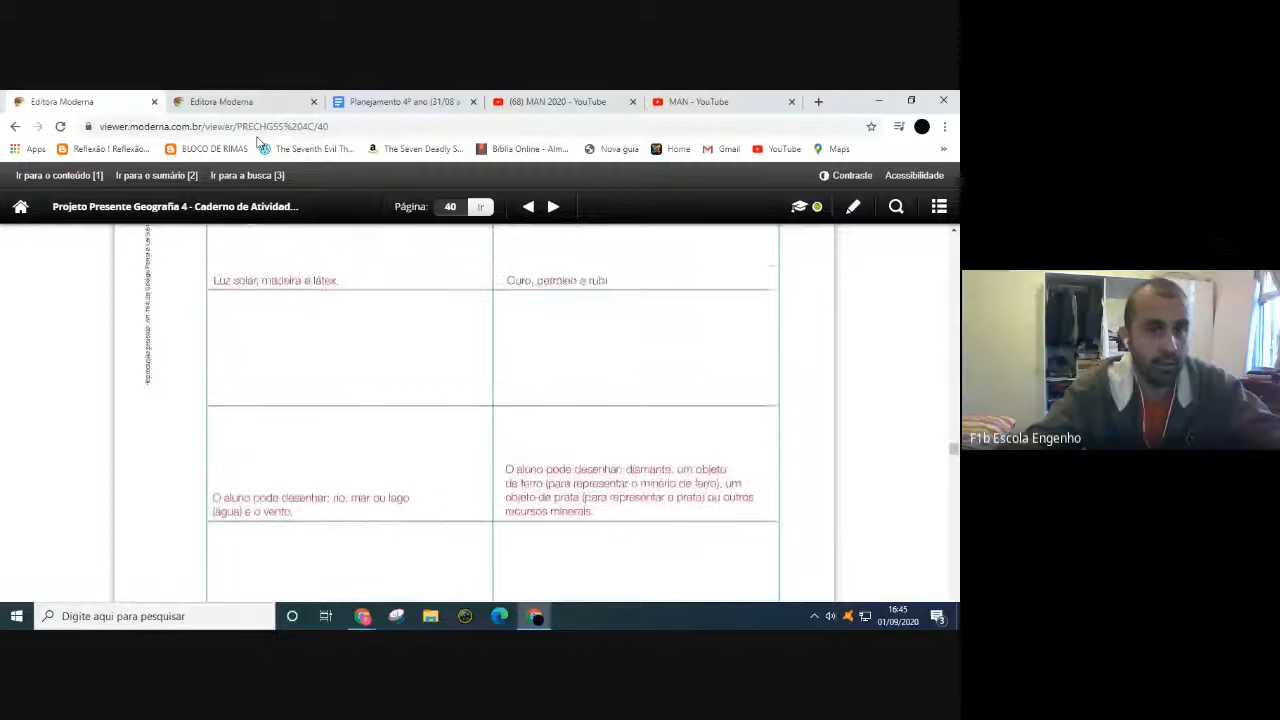 Editora Moderna
Editora Moderna
Planejamento 4º ano (31/08 a
(68) MAN 2020 - YouTube
MAN - YouTube
viewer.moderna.com.br/viewer/PRECHG55%204C/40
Apps
Reflexão ! Reflexão...
BLOCO DE RIMAS
The Seventh Evil Th...
The Seven Deadly S...
Bíblia Online - Alm...
Nova guia
Home
Gmail
YouTube
Maps
»
Ir para o conteúdo [1]
Ir para o sumário [2]
Ir para a busca [3]
Contraste
Acessibilidade
Projeto Presente Geografia 4 - Caderno de Atividad...
Página:
40
Ir
Luz solar, madeira e látex.
Ouro, petróleo e rubi
O aluno pode desenhar: rio, mar ou lago
(água) e o vento.
O aluno pode desenhar: diamante, um objeto
de ferro (para representar o minério de ferro), um
objeto de prata (para representar a prata) ou outros
recursos minerais.
F1b Escola Engenho
Digite aqui para pesquisar
16:45
01/09/2020
3